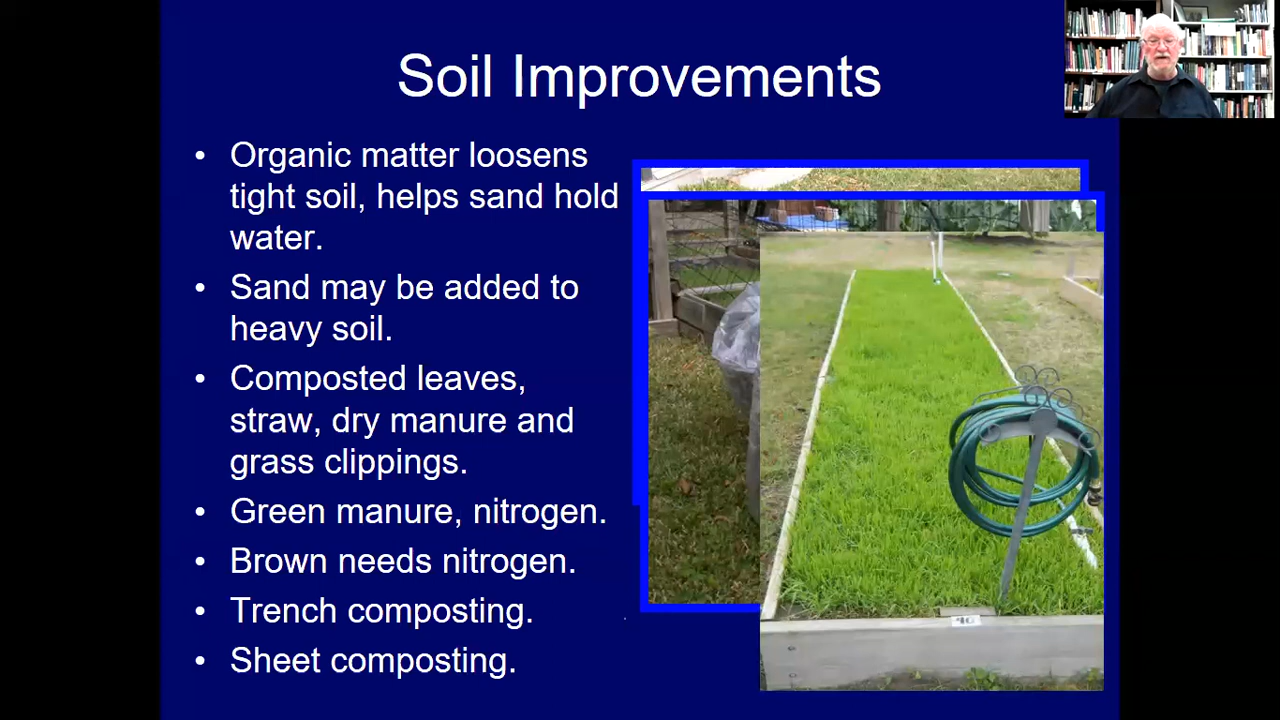 Soil Improvements
• Organic matter loosens
tight soil, helps sand hold
water.
• Sand may be added to
heavy soil.
• Composted leaves,
straw, dry manure and
grass clippings.
• Green manure, nitrogen.
• Brown needs nitrogen.
• Trench composting.
• Sheet composting.